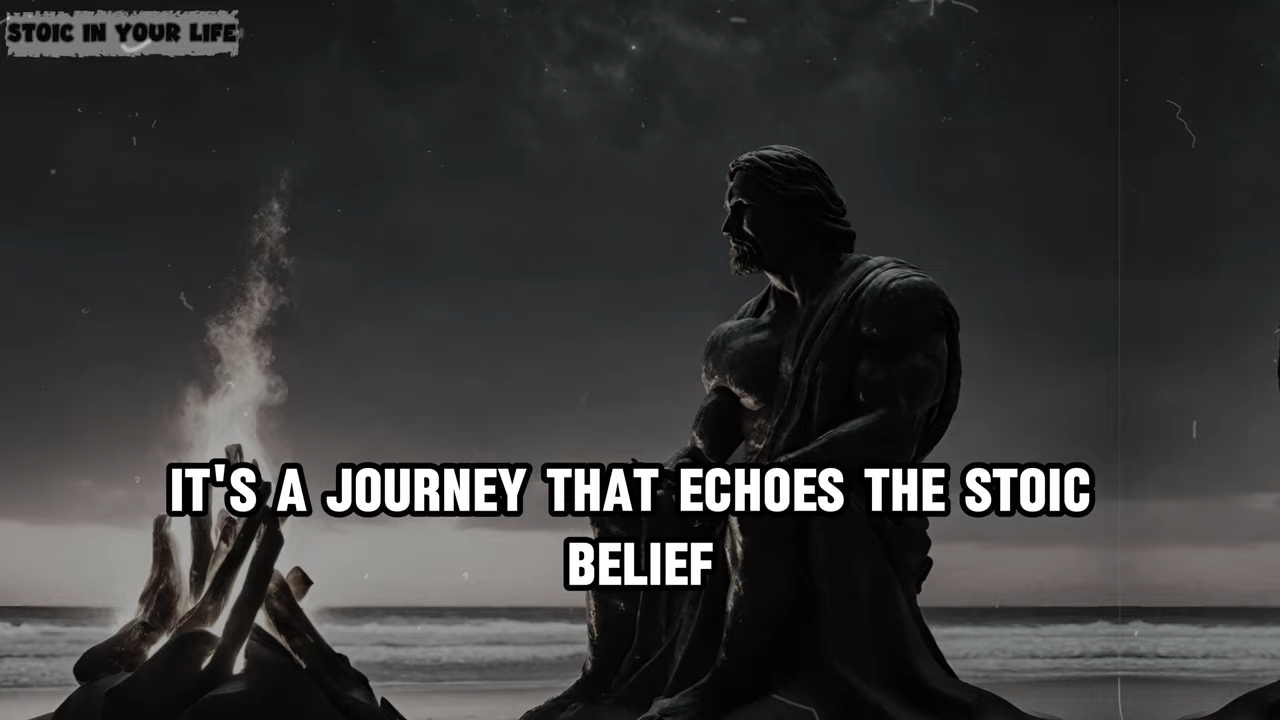 STOIC IN YOUR LIFE
IT'S A JOURNEY THAT ECHOES THE STOIC
BELIEF